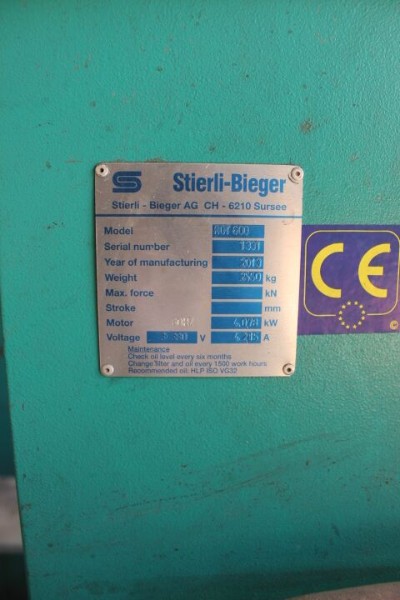 Stierli-Bieger
Stierli - Bieger AG CH - 6210 Sursee
Model 600
Serial number
Year of manufacturing
Weight kg
Max. force kN
Stroke mm
Motor kW
Voltage V A
Maintenance
Check oil level every six months
Change filter and oil every 1500 work hours
Recommended oil: HLP ISO VG32
CE
©